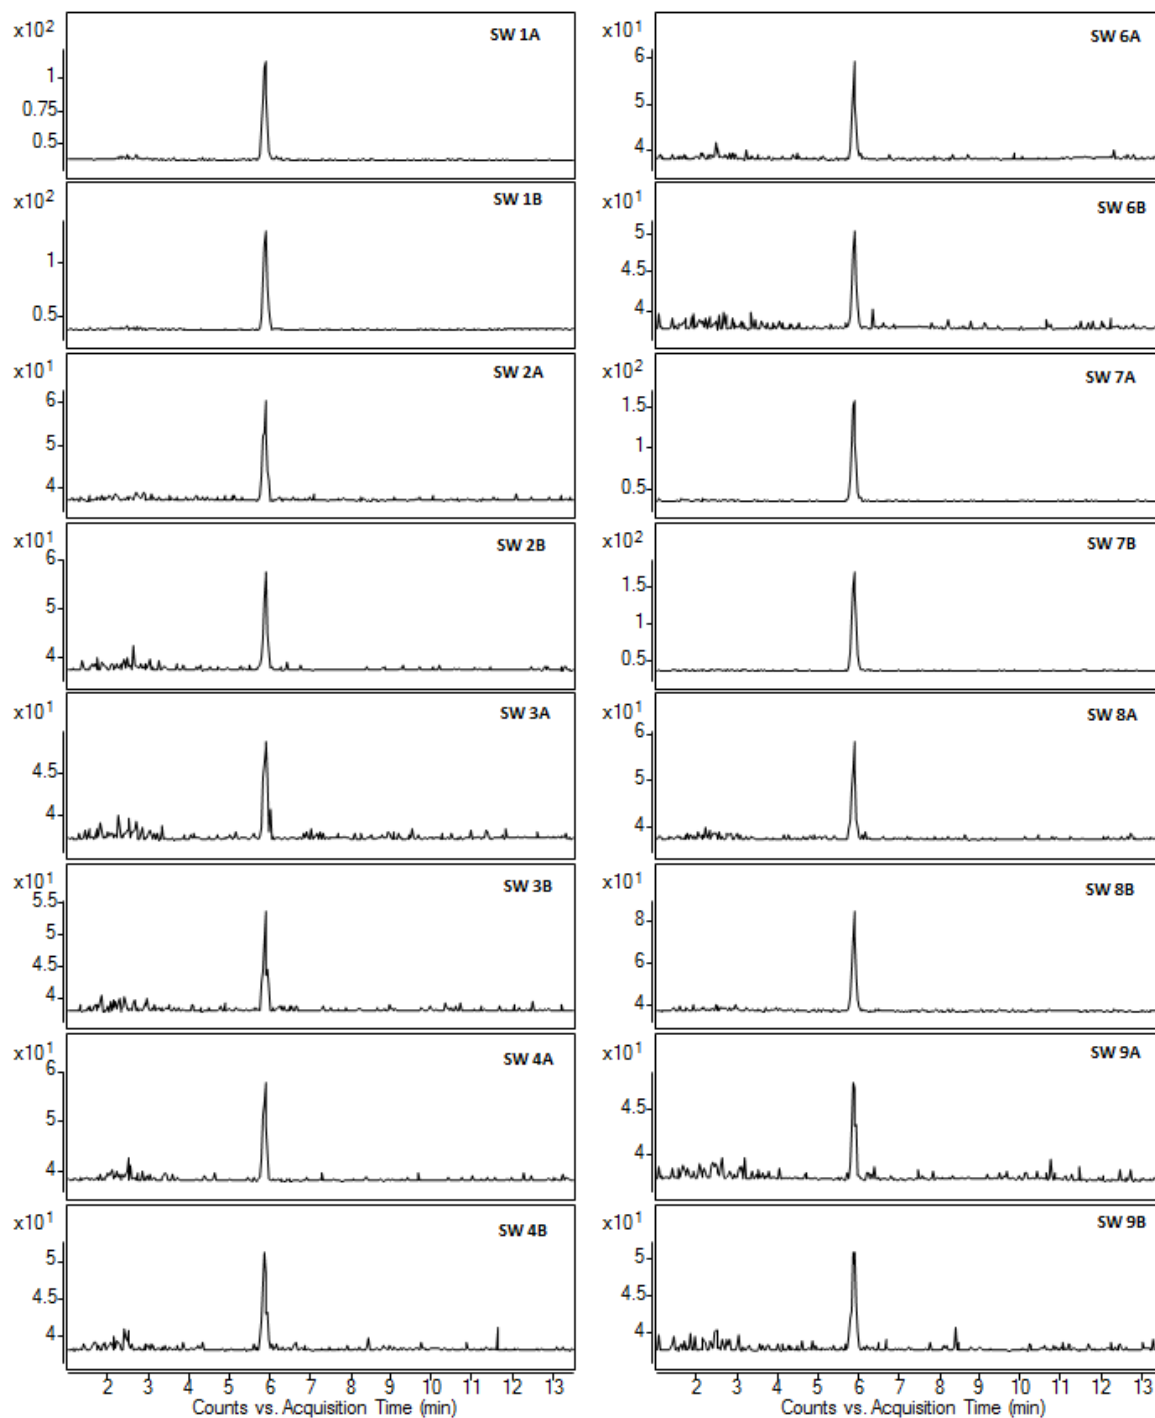 x10² SW 1A
1
0.75
0.5
x10² SW 1B
1
0.5
x10¹ SW 2A
6
5
4
x10¹ SW 2B
6
5
4
x10¹ SW 3A
4.5
4
x10¹ SW 3B
5.5
5
4.5
4
x10¹ SW 4A
6
5
4
x10¹ SW 4B
5
4.5
4
2 3 4 5 6 7 8 9 10 11 12 13
Counts vs. Acquisition Time (min)
x10¹ SW 6A
6
5
4
x10¹ SW 6B
5
4.5
4
x10² SW 7A
1.5
1
0.5
x10² SW 7B
1.5
1
0.5
x10¹ SW 8A
6
5
4
x10¹ SW 8B
8
6
4
x10¹ SW 9A
4.5
4
x10¹ SW 9B
5
4.5
4
2 3 4 5 6 7 8 9 10 11 12 13
Counts vs. Acquisition Time (min)